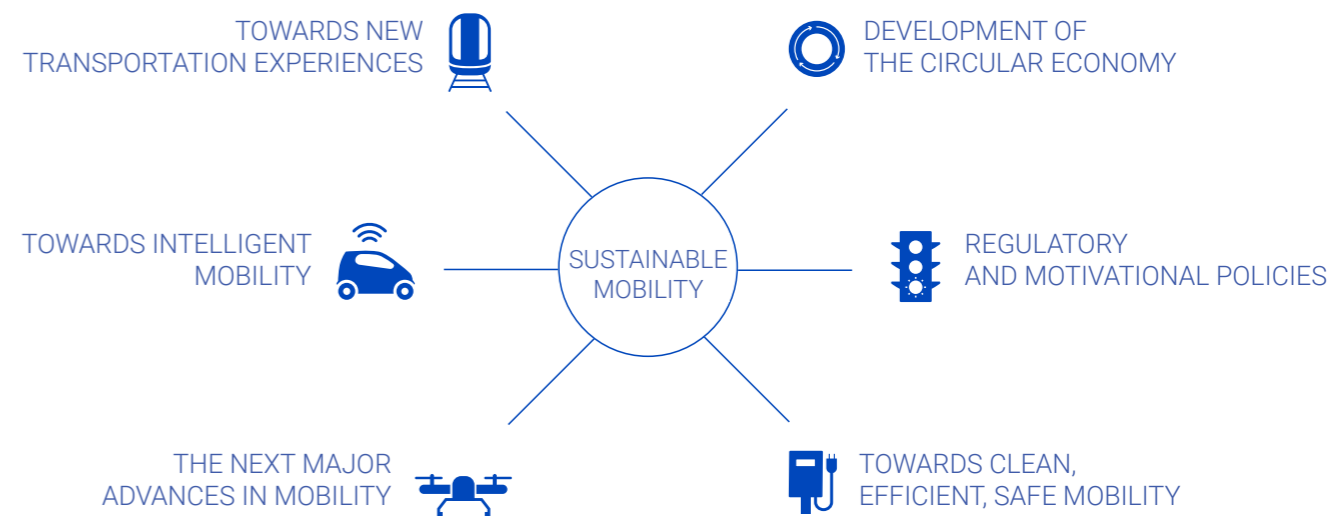 TOWARDS NEW
TRANSPORTATION EXPERIENCES
DEVELOPMENT OF
THE CIRCULAR ECONOMY
TOWARDS INTELLIGENT
MOBILITY
SUSTAINABLE
MOBILITY
REGULATORY
AND MOTIVATIONAL POLICIES
THE NEXT MAJOR
ADVANCES IN MOBILITY
TOWARDS CLEAN,
EFFICIENT, SAFE MOBILITY